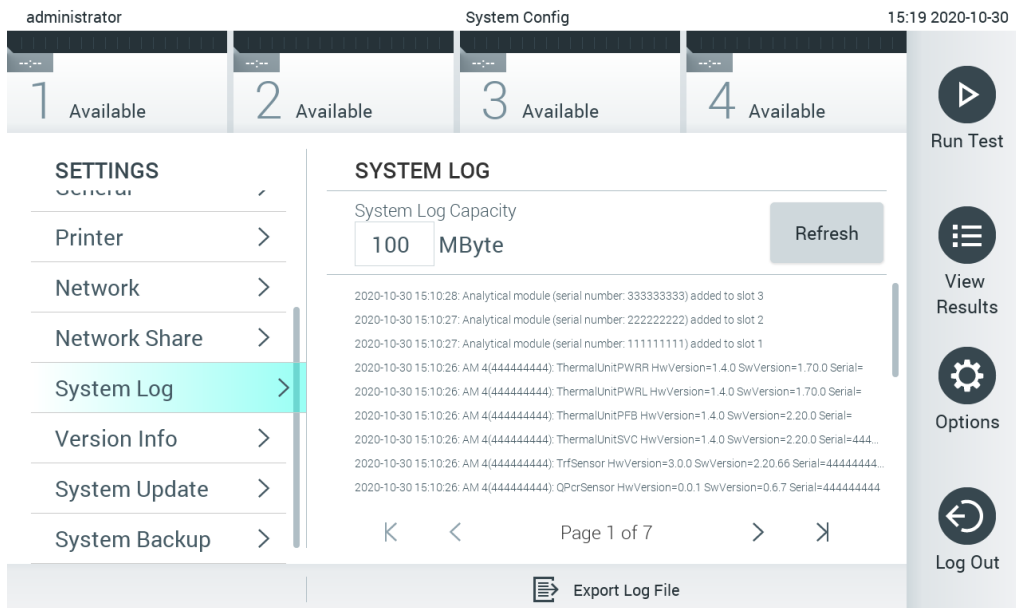 administrator System Config 15:19 2020-10-30
--:-- --:-- --:-- --:--
1 Available 2 Available 3 Available 4 Available
Run Test
View
Results
Options
Log Out
SETTINGS
General
Printer
Network
Network Share
System Log
Version Info
System Update
System Backup
SYSTEM LOG
System Log Capacity
100 MByte
Refresh
2020-10-30 15:10:28: Analytical module (serial number: 333333333) added to slot 3
2020-10-30 15:10:27: Analytical module (serial number: 222222222) added to slot 2
2020-10-30 15:10:27: Analytical module (serial number: 111111111) added to slot 1
2020-10-30 15:10:26: AM 4(444444444): ThermalUnitPWRR HwVersion=1.4.0 SwVersion=1.70.0 Serial=
2020-10-30 15:10:26: AM 4(444444444): ThermalUnitPWRL HwVersion=1.4.0 SwVersion=1.70.0 Serial=
2020-10-30 15:10:26: AM 4(444444444): ThermalUnitPFB HwVersion=1.4.0 SwVersion=2.20.0 Serial=
2020-10-30 15:10:26: AM 4(444444444): ThermalUnitSVC HwVersion=1.4.0 SwVersion=2.20.0 Serial=444...
2020-10-30 15:10:26: AM 4(444444444): TrfSensor HwVersion=3.0.0 SwVersion=2.20.66 Serial=44444444...
2020-10-30 15:10:26: AM 4(444444444): QPcrSensor HwVersion=0.0.1 SwVersion=0.6.7 Serial=444444444
Page 1 of 7
Export Log File